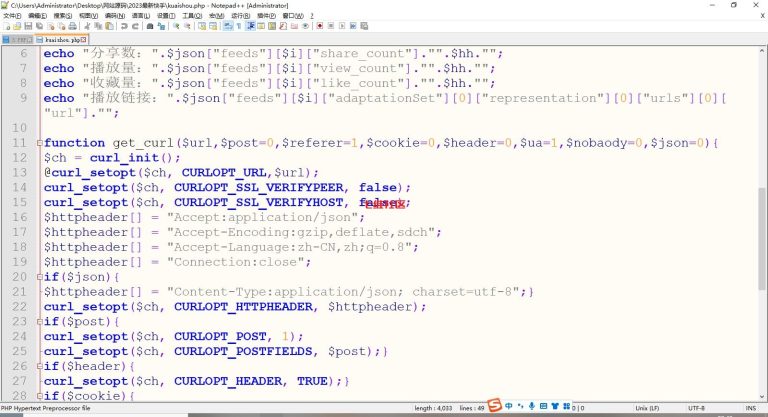 C:\Users\Administrator\Desktop\网站源码\2023最新快手\kuaishou.php - Notepad++ [Administrator]
文件(F) 编辑(E) 搜索(S) 视图(V) 编码(N) 语言(L) 设置(T) 工具(O) 宏(M) 运行(R) 插件(P) 窗口(W) ?
kuaishou.php
6 echo "分享数: ".$json["feeds"][$i]["share_count"]."".$hh."";
7 echo "播放量: ".$json["feeds"][$i]["view_count"]."".$hh."";
8 echo "收藏量: ".$json["feeds"][$i]["like_count"]."".$hh."";
9 echo "播放链接: ".$json["feeds"][$i]["adaptationSet"][0]["representation"][0]["urls"][0][
"url"]."";
10
11 function get_curl($url,$post=0,$referer=1,$cookie=0,$header=0,$ua=1,$nobaody=0,$json=0){
12 $ch = curl_init();
13 @curl_setopt($ch, CURLOPT_URL,$url);
14 curl_setopt($ch, CURLOPT_SSL_VERIFYPEER, false);
15 curl_setopt($ch, CURLOPT_SSL_VERIFYHOST, false);
16 $httpheader[] = "Accept:application/json";
17 $httpheader[] = "Accept-Encoding:gzip,deflate,sdch";
18 $httpheader[] = "Accept-Language:zh-CN,zh;q=0.8";
19 $httpheader[] = "Connection:close";
20 if($json){
21 $httpheader[] = "Content-Type:application/json; charset=utf-8";}
22 curl_setopt($ch, CURLOPT_HTTPHEADER, $httpheader);
23 if($post){
24 curl_setopt($ch, CURLOPT_POST, 1);
25 curl_setopt($ch, CURLOPT_POSTFIELDS, $post);}
26 if($header){
27 curl_setopt($ch, CURLOPT_HEADER, TRUE);}
28 if($cookie){
PHP Hypertext Preprocessor file length : 4,033 lines : 49 中 0 | 0 Unix (LF) UTF-8 INS